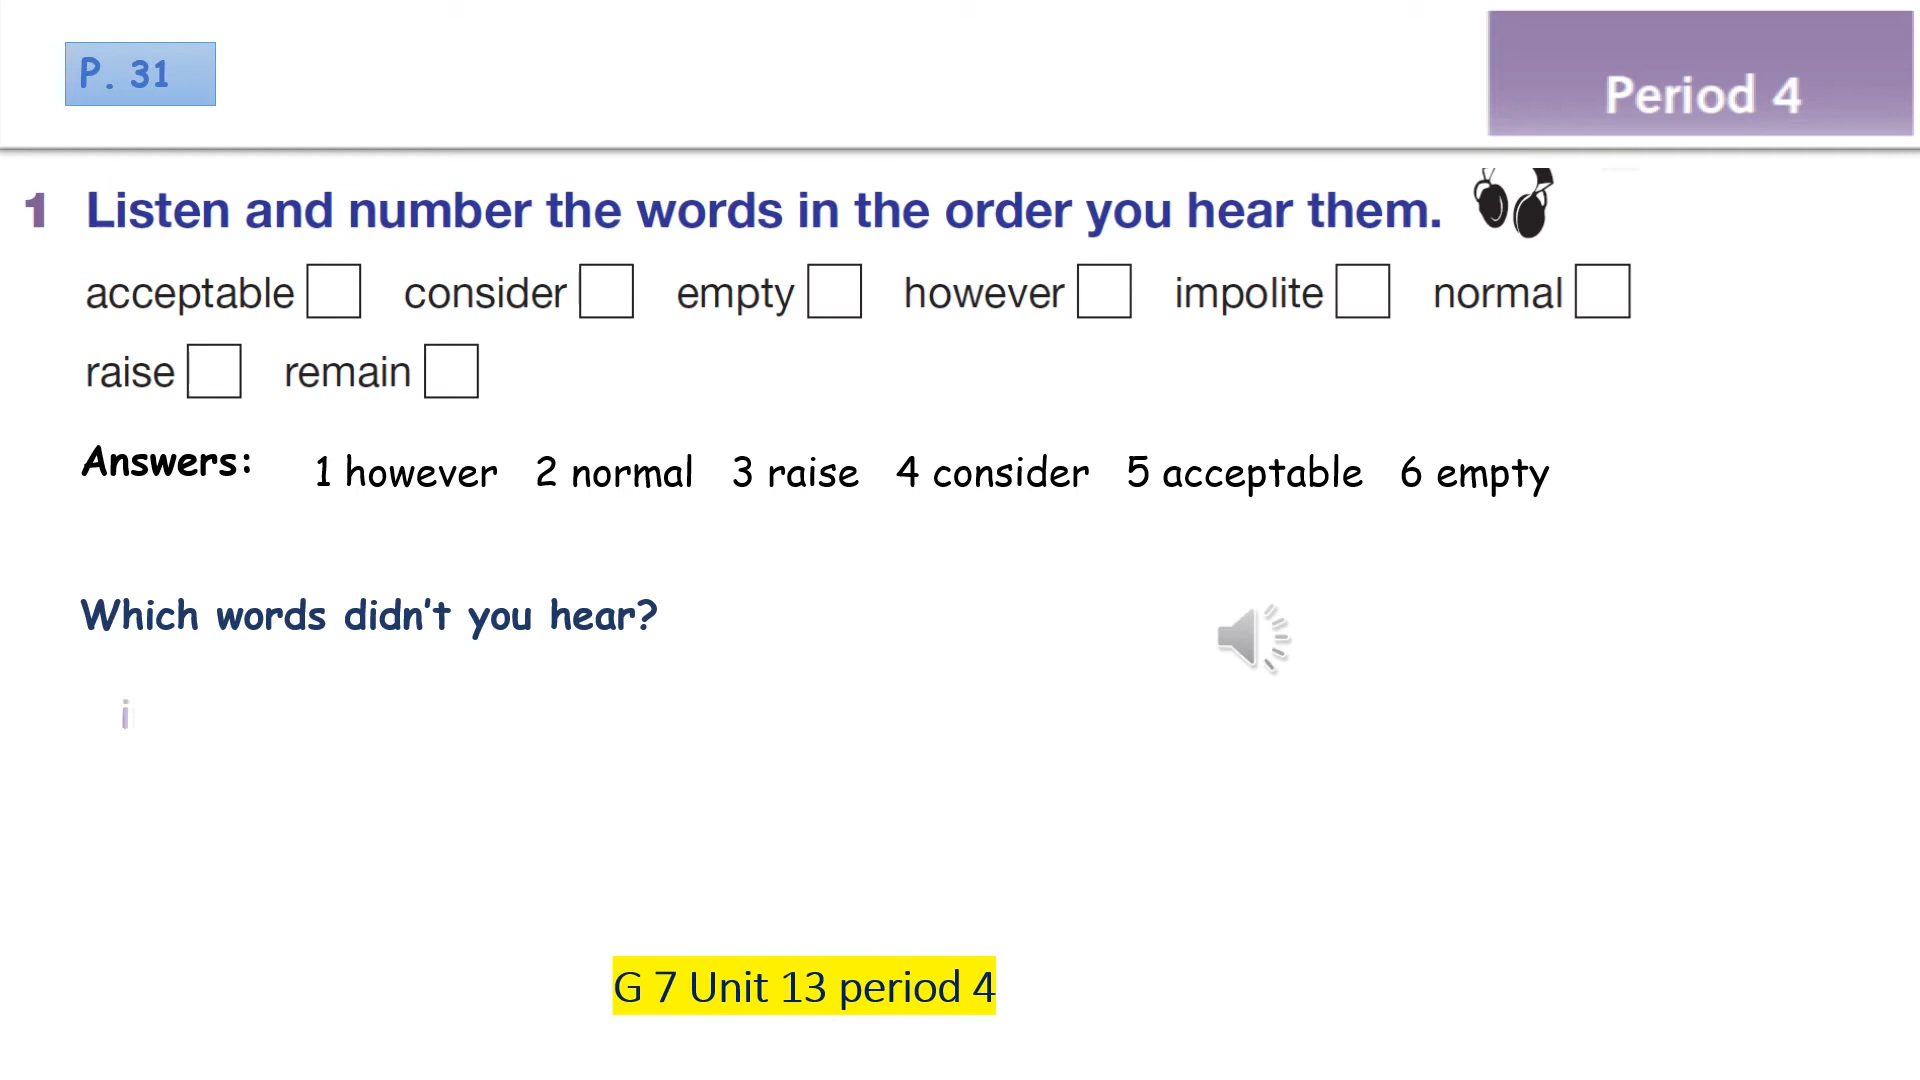 P. 31
Period 4
1 Listen and number the words in the order you hear them.
acceptable consider empty however impolite normal
raise remain
Answers: 1 however 2 normal 3 raise 4 consider 5 acceptable 6 empty
Which words didn't you hear?
i
G 7 Unit 13 period 4